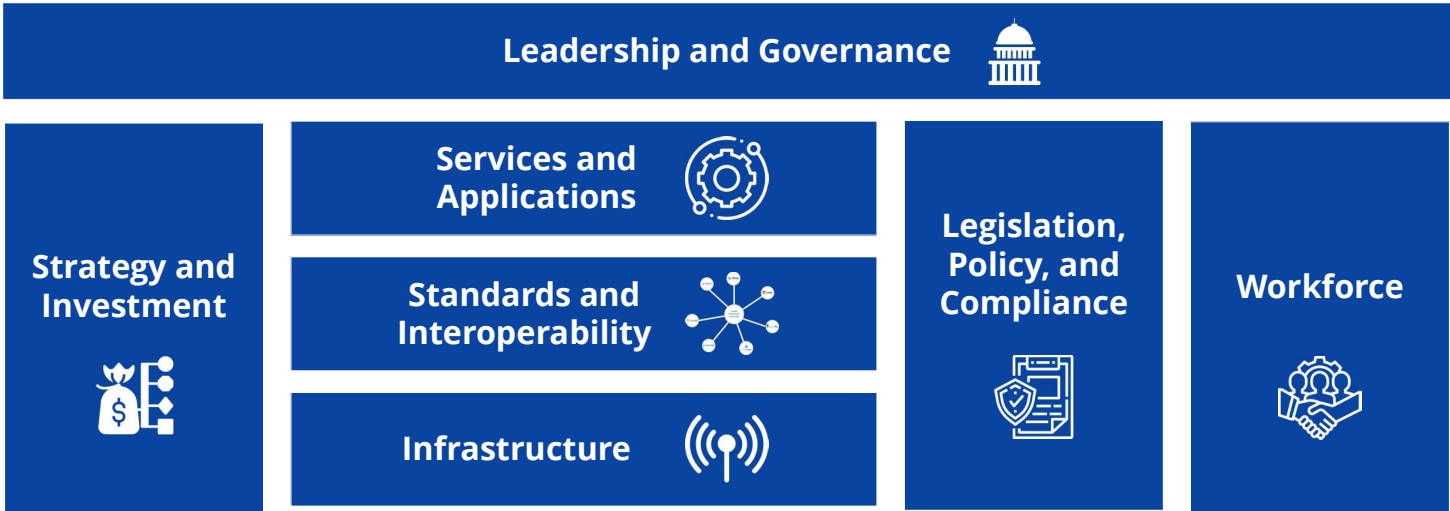 Leadership and Governance
Strategy and
Investment
$
Services and
Applications
Standards and
Interoperability
Infrastructure
Legislation,
Policy, and
Compliance
Workforce